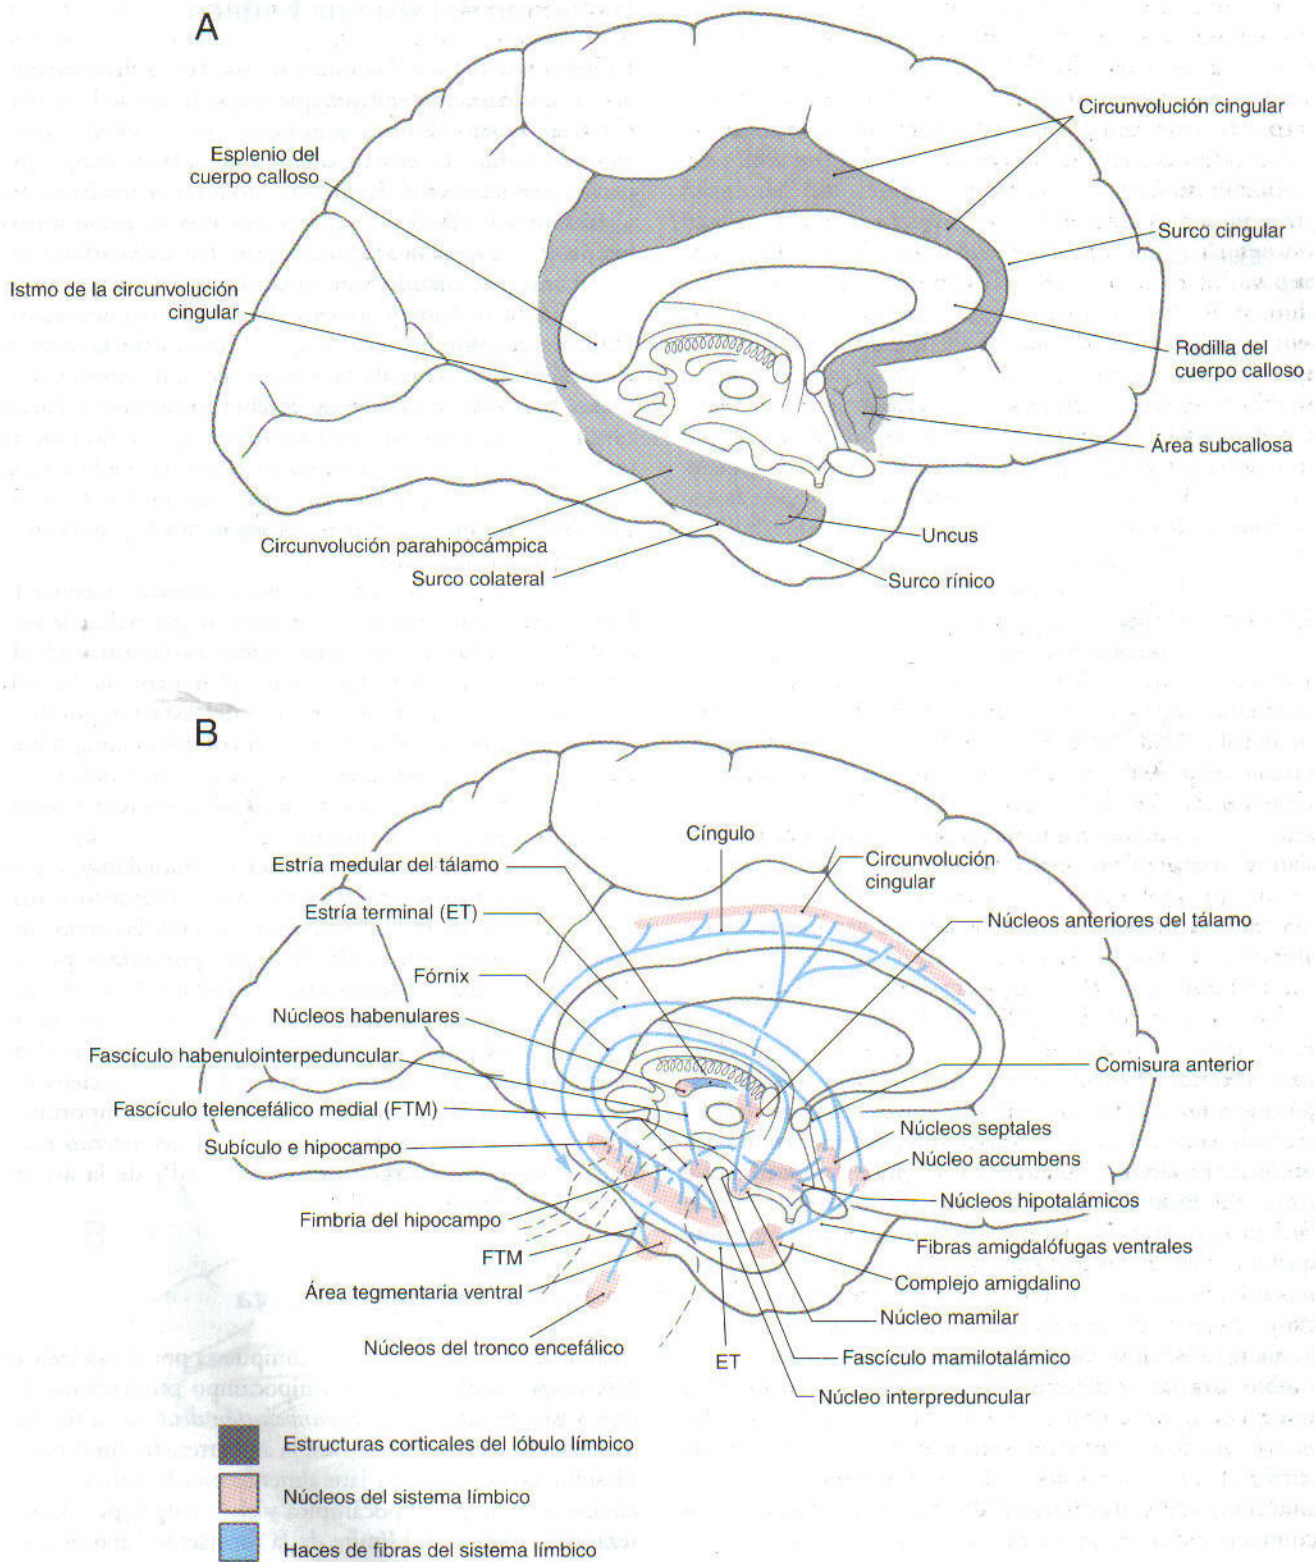 A
Circunvolución cingular
Esplenio del
cuerpo calloso
Surco cingular
Istmo de la circunvolución
cingular
Rodilla del
cuerpo calloso
Área subcallosa
Uncus
Circunvolución parahipocámpica
Surco colateral
Surco rínico
B
Cíngulo
Estría medular del tálamo
Circunvolución
cingular
Estría terminal (ET)
Núcleos anteriores del tálamo
Fórnix
Núcleos habenulares
Fascículo habenulointerpeduncular
Comisura anterior
Fascículo telencefálico medial (FTM)
Núcleos septales
Subículo e hipocampo
Núcleo accumbens
Núcleos hipotalámicos
Fimbria del hipocampo
Fibras amigdalófugas ventrales
FTM
Complejo amigdalino
Área tegmentaria ventral
Núcleo mamilar
Núcleos del tronco encefálico
ET
Fascículo mamilotalámico
Núcleo interpreduncular
Estructuras corticales del lóbulo límbico
Núcleos del sistema límbico
Haces de fibras del sistema límbico